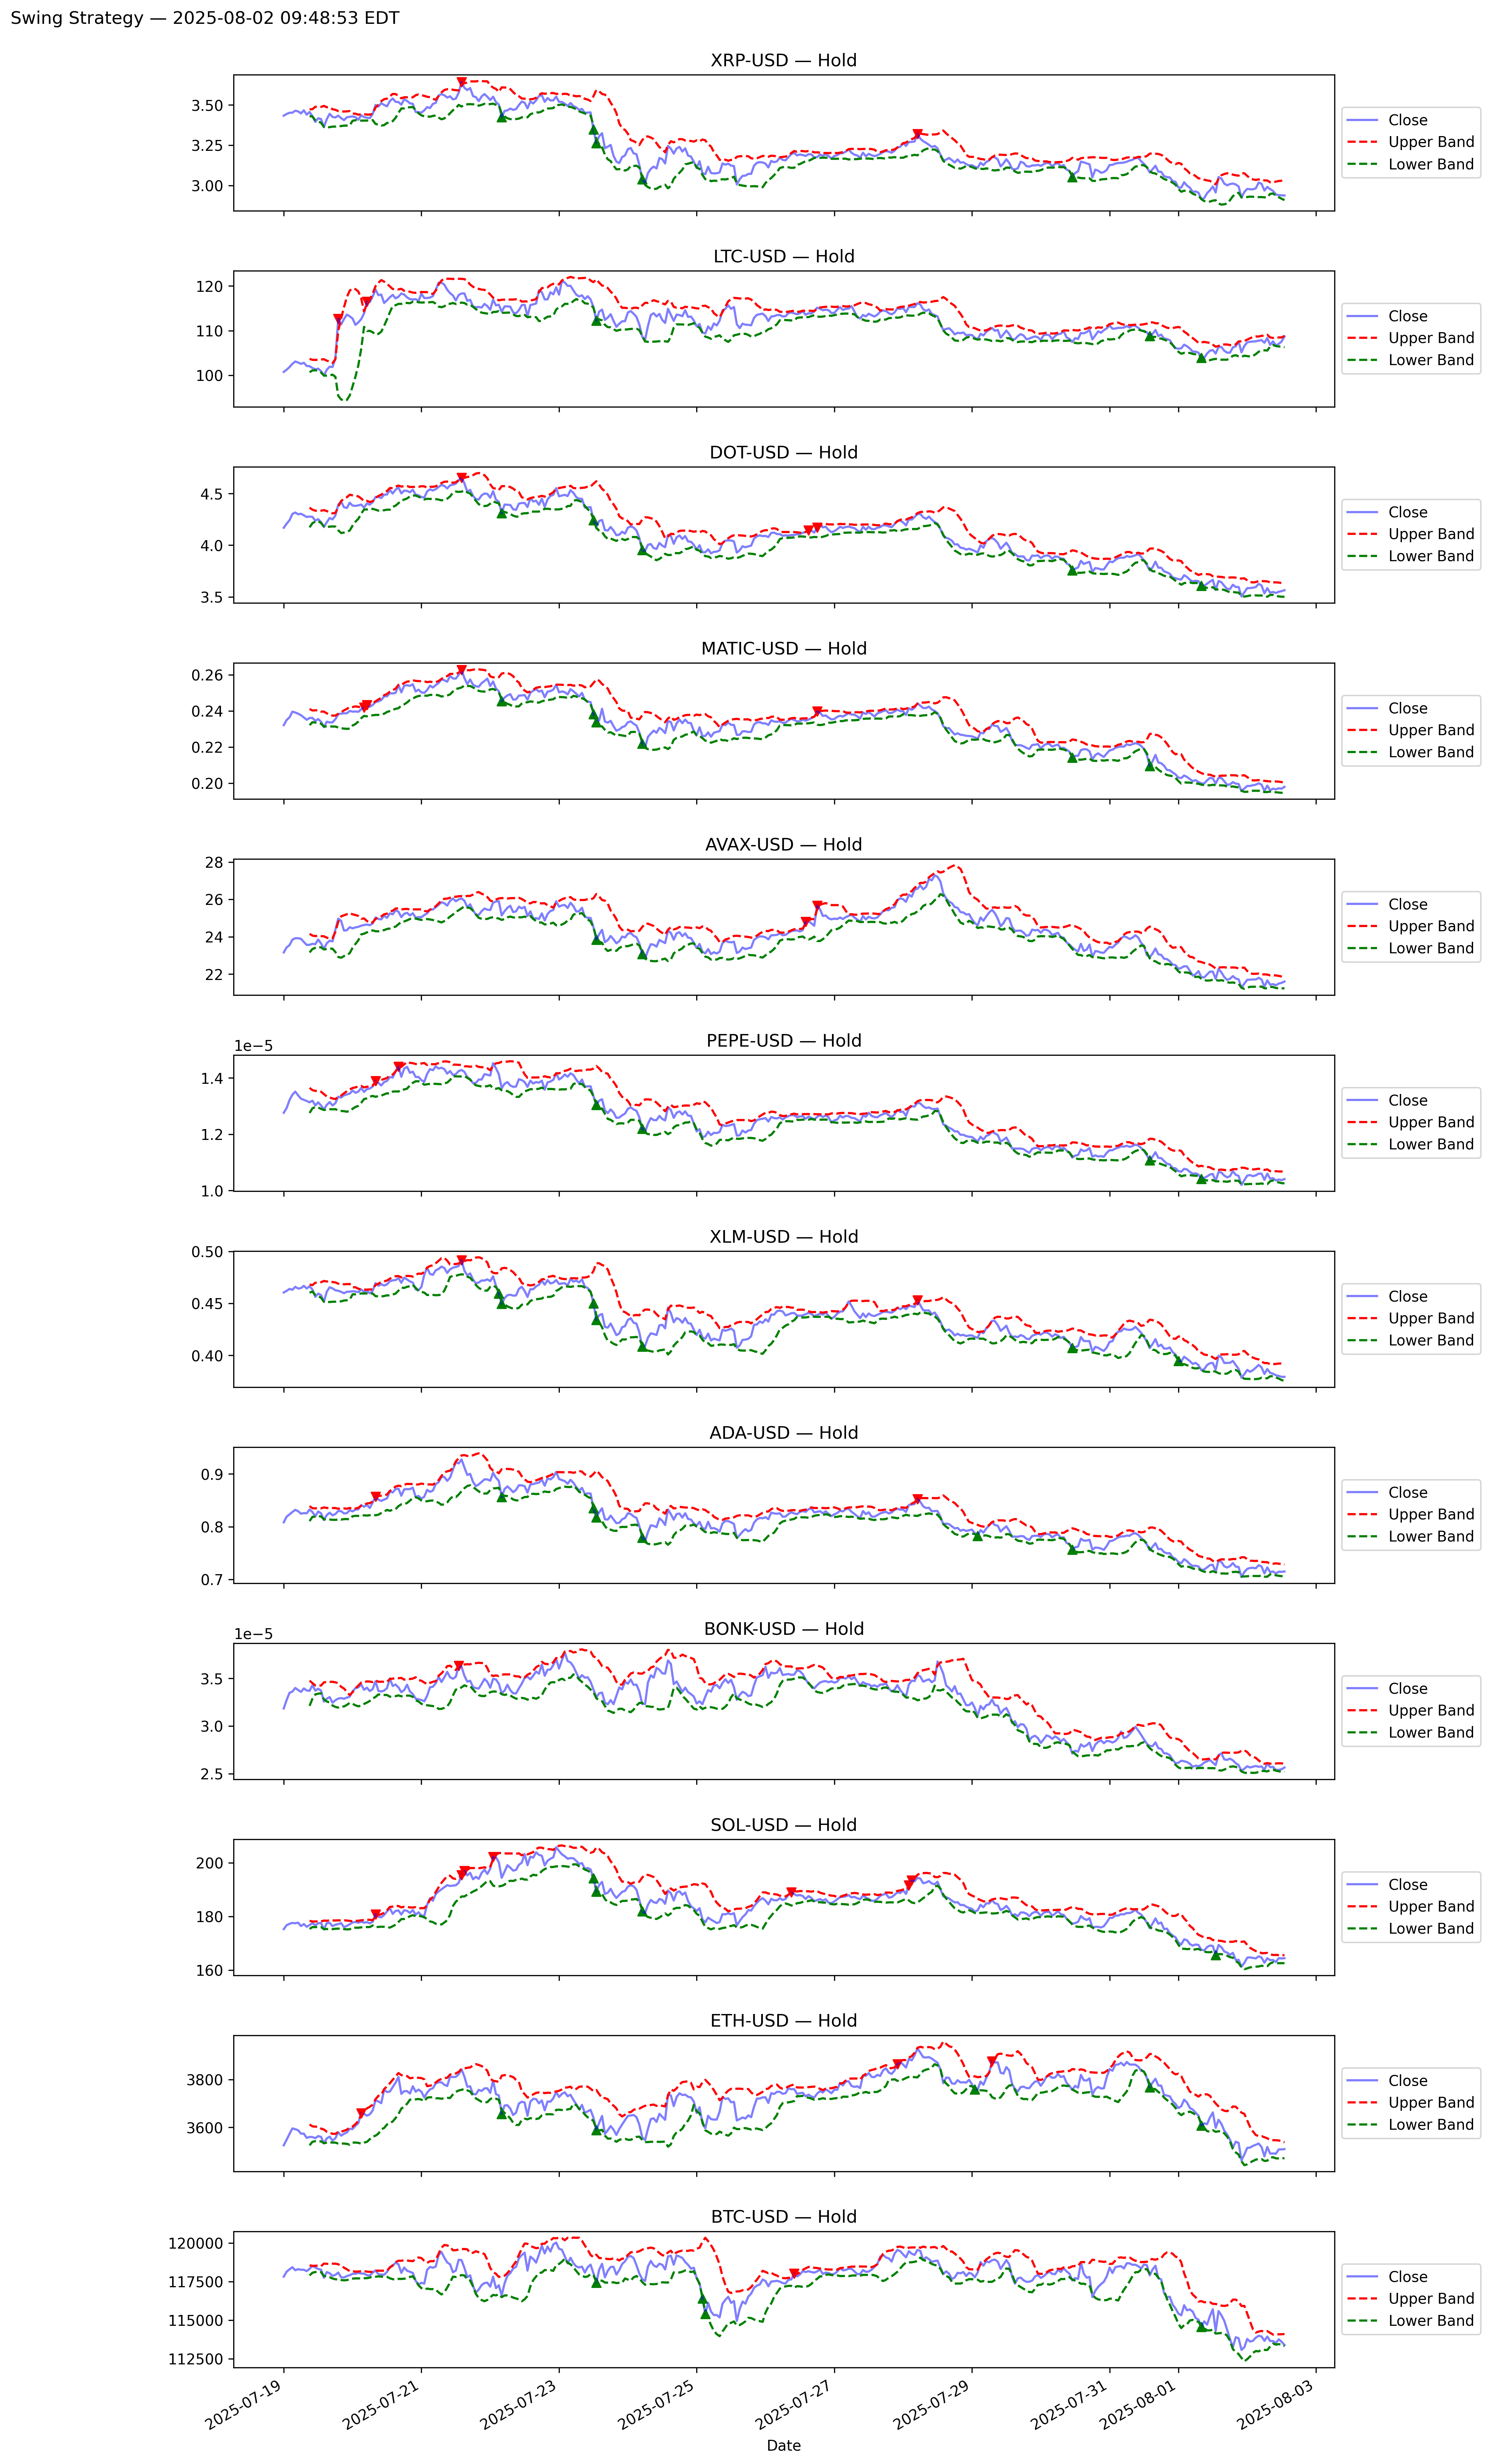 Swing Strategy — 2025-08-02 09:48:53 EDT
XRP-USD — Hold
3.50
3.25
3.00
Close
Upper Band
Lower Band
LTC-USD — Hold
120
110
100
Close
Upper Band
Lower Band
DOT-USD — Hold
4.5
4.0
3.5
Close
Upper Band
Lower Band
MATIC-USD — Hold
0.26
0.24
0.22
0.20
Close
Upper Band
Lower Band
AVAX-USD — Hold
28
26
24
22
Close
Upper Band
Lower Band
PEPE-USD — Hold
1e−5
1.4
1.2
1.0
Close
Upper Band
Lower Band
XLM-USD — Hold
0.50
0.45
0.40
Close
Upper Band
Lower Band
ADA-USD — Hold
0.9
0.8
0.7
Close
Upper Band
Lower Band
BONK-USD — Hold
1e−5
3.5
3.0
2.5
Close
Upper Band
Lower Band
SOL-USD — Hold
200
180
160
Close
Upper Band
Lower Band
ETH-USD — Hold
3800
3600
Close
Upper Band
Lower Band
BTC-USD — Hold
120000
117500
115000
112500
Close
Upper Band
Lower Band
2025-07-19
2025-07-21
2025-07-23
2025-07-25
2025-07-27
2025-07-29
2025-07-31
2025-08-01
2025-08-03
Date